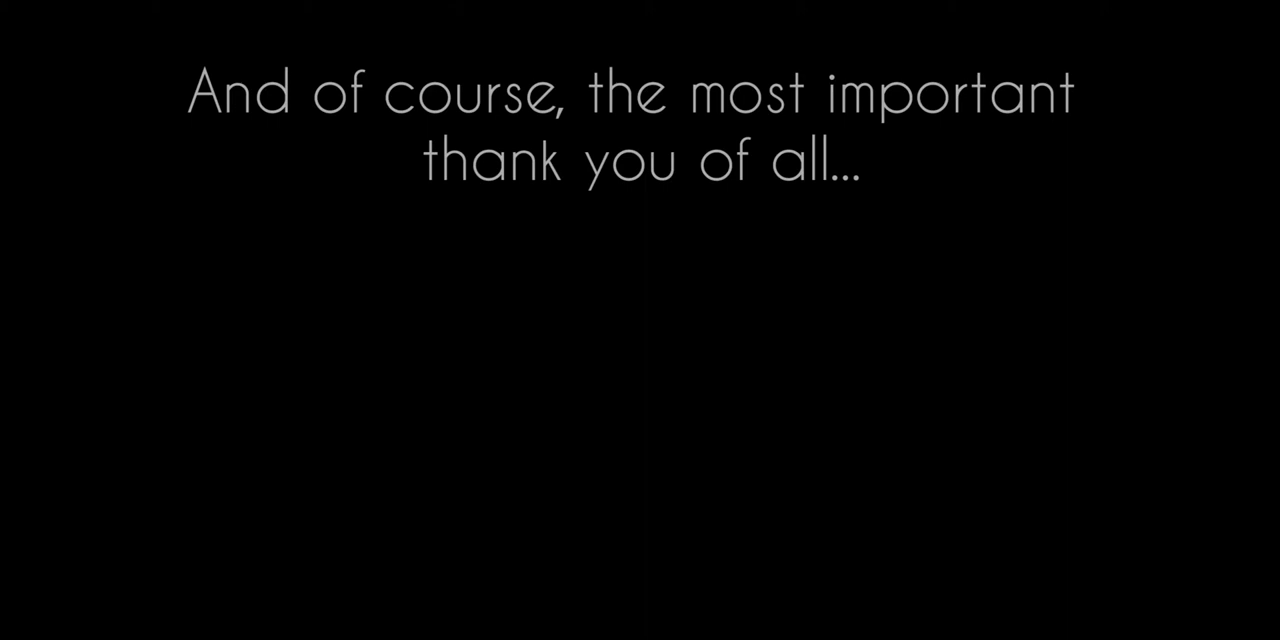 And of course, the most important
thank you of all...